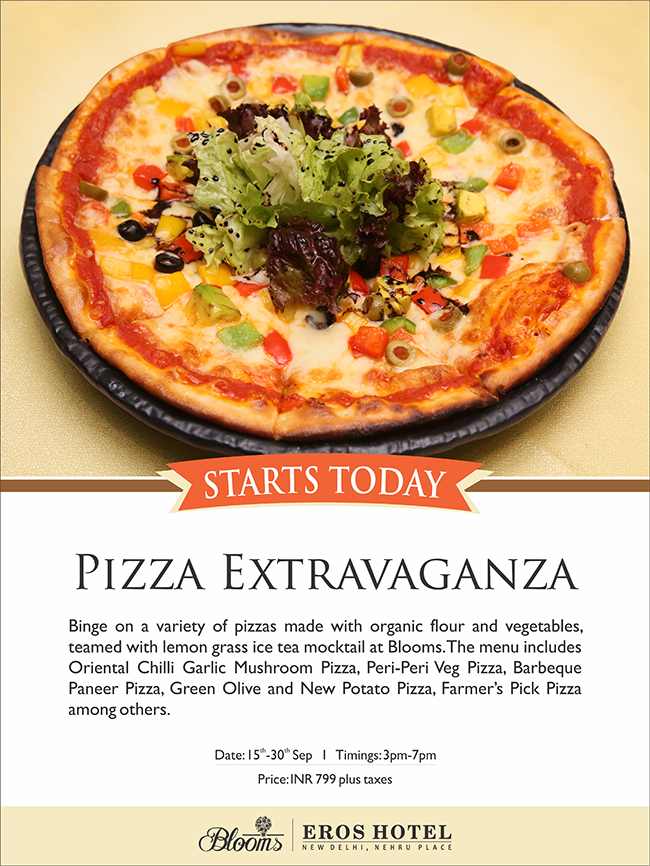 STARTS TODAY
PIZZA EXTRAVAGANZA
Binge on a variety of pizzas made with organic flour and vegetables,
teamed with lemon grass ice tea mocktail at Blooms. The menu includes
Oriental Chilli Garlic Mushroom Pizza, Peri-Peri Veg Pizza, Barbeque
Paneer Pizza, Green Olive and New Potato Pizza, Farmer's Pick Pizza
among others.
Date: 15th-30th Sep | Timings: 3pm-7pm
Price: INR 799 plus taxes
Blooms
EROS HOTEL
NEW DELHI, NEHRU PLACE